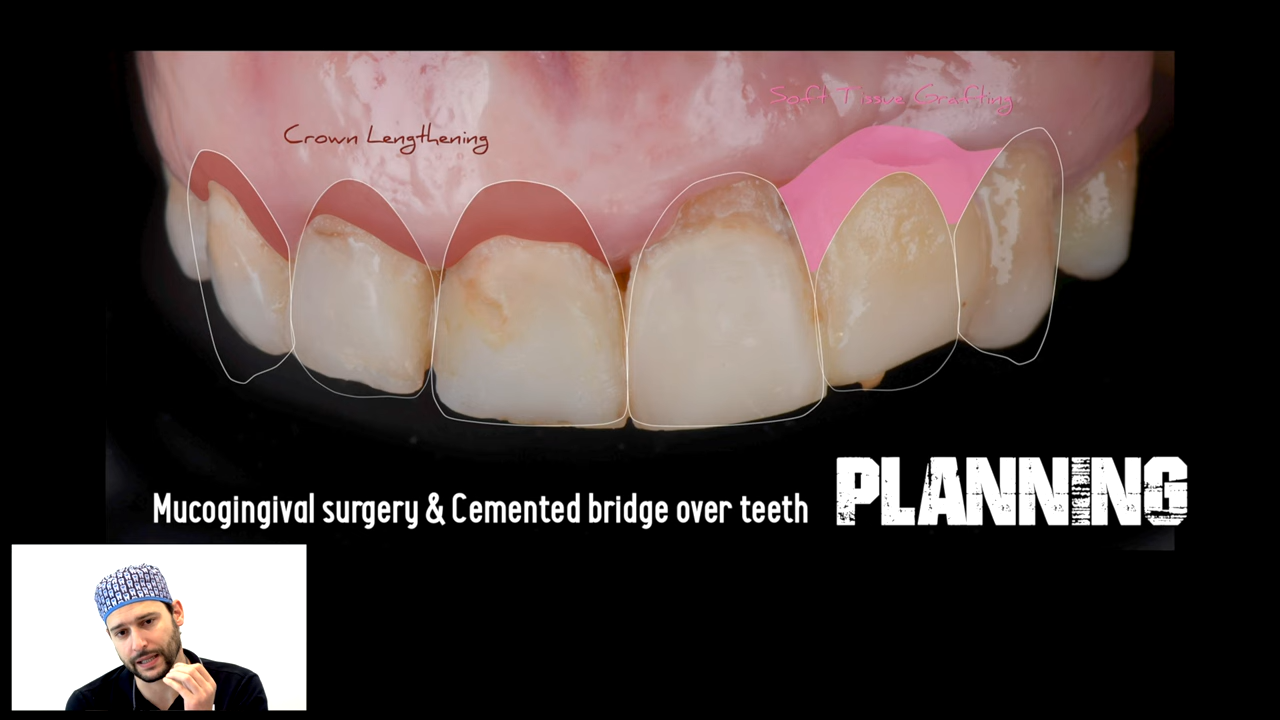 Soft Tissue Grafting
Crown Lengthening
Mucogingival surgery & Cemented bridge over teeth
PLANNING